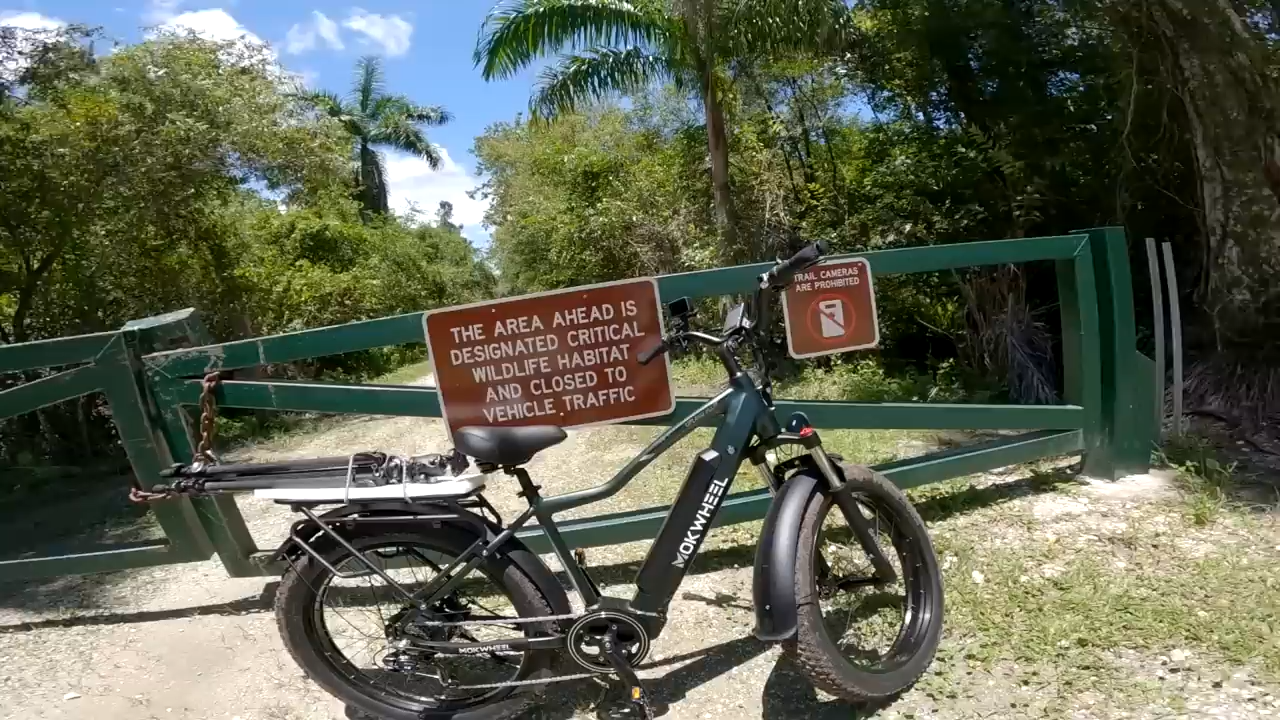 THE AREA AHEAD IS
DESIGNATED CRITICAL
WILDLIFE HABITAT
AND CLOSED TO
VEHICLE TRAFFIC
TRAIL CAMERAS
ARE PROHIBITED
MOKWHEEL
MOKWHEEL